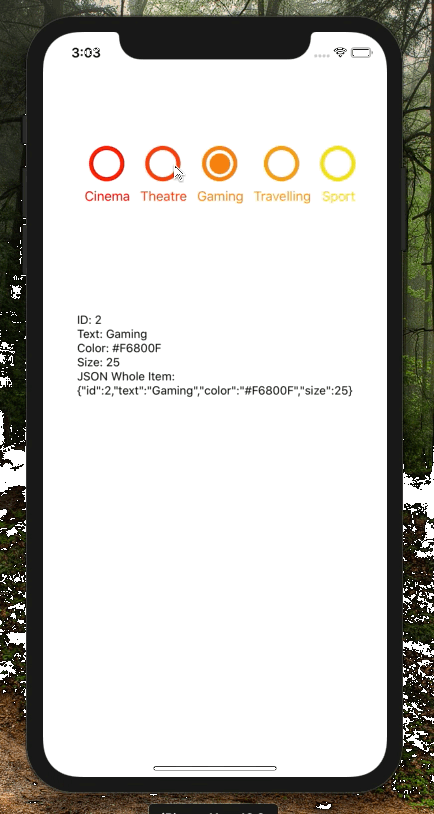 3:03
Cinema Theatre Gaming Travelling Sport
ID: 2
Text: Gaming
Color: #F6800F
Size: 25
JSON Whole Item:
{"id":2,"text":"Gaming","color":"#F6800F","size":25}